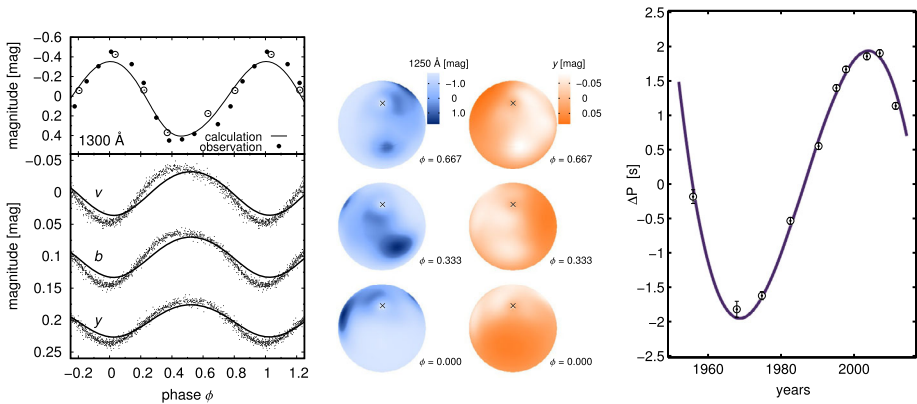 −0.6
−0.4
−0.2
0
0.2
0.4
magnitude [mag]
1300 Å
calculation
observation
−0.05
0
0.05
0.1
0.15
0.2
0.25
magnitude [mag]
v
b
y
−0.2 0 0.2 0.4 0.6 0.8 1 1.2
phase ϕ
1250 Å [mag]
−1.0
0
1.0
ϕ = 0.667
ϕ = 0.333
ϕ = 0.000
y [mag]
−0.05
0
0.05
ϕ = 0.667
ϕ = 0.333
ϕ = 0.000
2.5
2
1.5
1
0.5
0
−0.5
−1
−1.5
−2
−2.5
ΔP [s]
1960 1980 2000
years